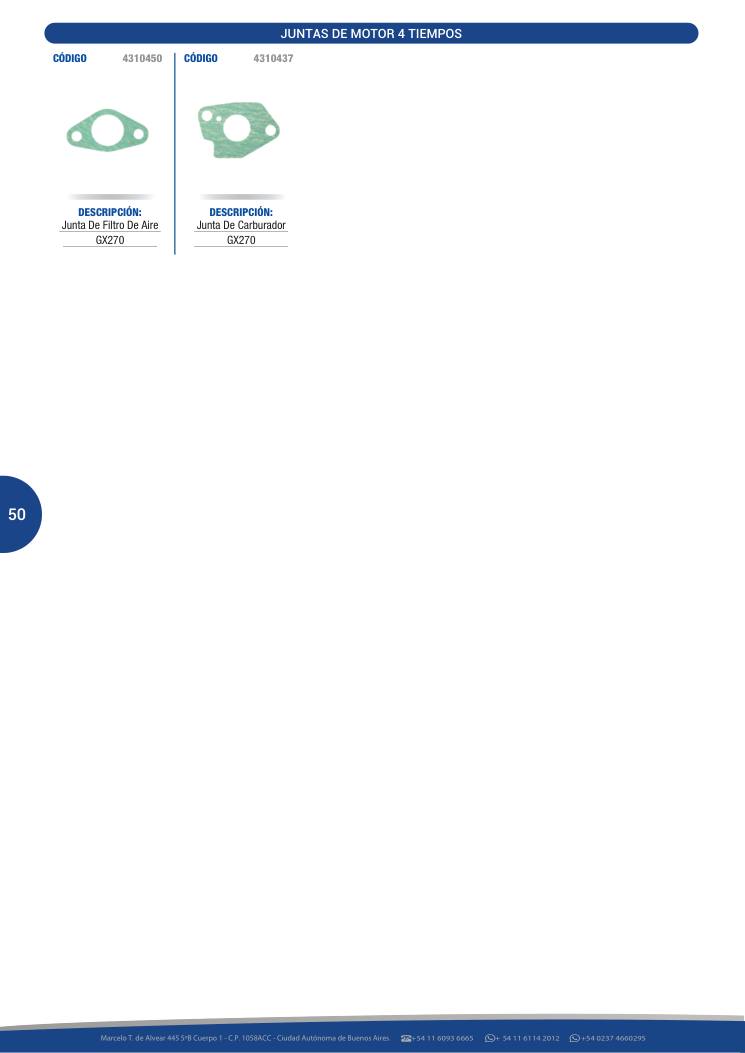 JUNTAS DE MOTOR 4 TIEMPOS
CÓDIGO 4310450
DESCRIPCIÓN:
Junta De Filtro De Aire
GX270
CÓDIGO 4310437
DESCRIPCIÓN:
Junta De Carburador
GX270
50
Marcelo T. de Alvear 445 5ºB Cuerpo 1 - C.P. 1058ACC - Ciudad Autónoma de Buenos Aires. +54 11 6093 6665 + 54 11 6114 2012 +54 0237 4660295